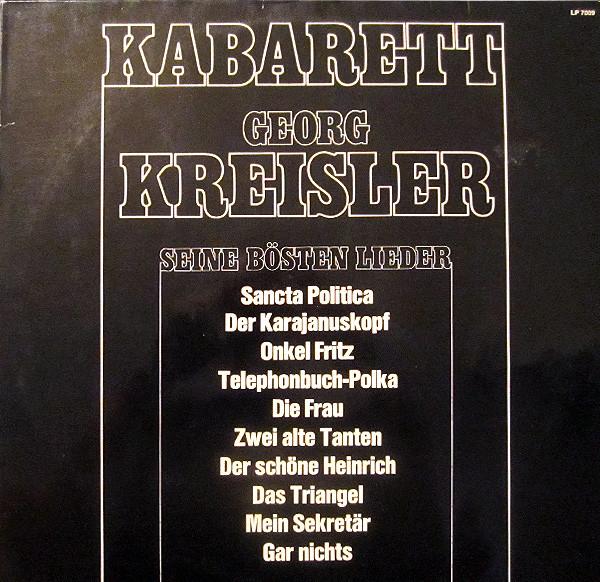 LP 7009
KABARETT
GEORG
KREISLER
SEINE BÖSTEN LIEDER
Sancta Politica
Der Karajanuskopf
Onkel Fritz
Telephonbuch-Polka
Die Frau
Zwei alte Tanten
Der schöne Heinrich
Das Triangel
Mein Sekretär
Gar nichts